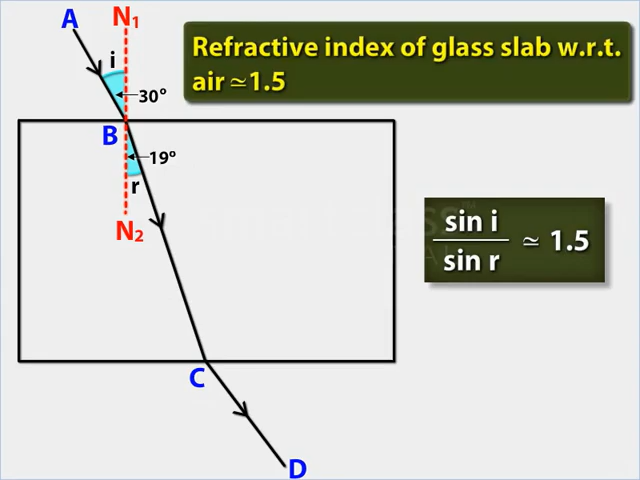 A
N₁
Refractive index of glass slab w.r.t.
air ≃1.5
i
30°
B
19°
r
N₂
sin i
sin r
≃ 1.5
C
D